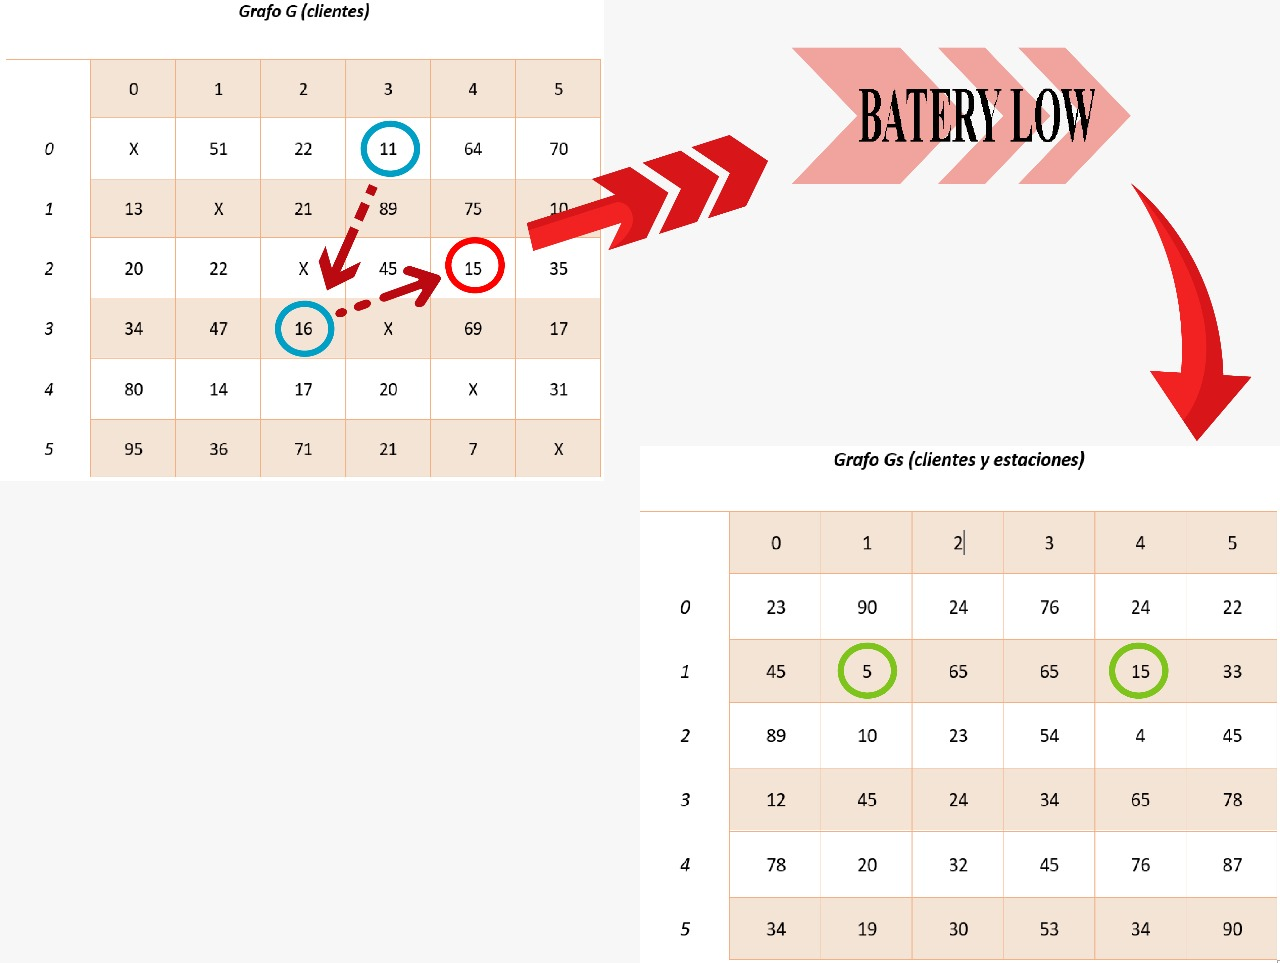 Grafo G (clientes)
0 1 2 3 4 5
0 X 51 22 11 64 70
1 13 X 21 89 75 10
2 20 22 X 45 15 35
3 34 47 16 X 69 17
4 80 14 17 20 X 31
5 95 36 71 21 7 X
BATERY LOW
Grafo Gs (clientes y estaciones)
0 1 2 3 4 5
0 23 90 24 76 24 22
1 45 5 65 65 15 33
2 89 10 23 54 4 45
3 12 45 24 34 65 78
4 78 20 32 45 76 87
5 34 19 30 53 34 90